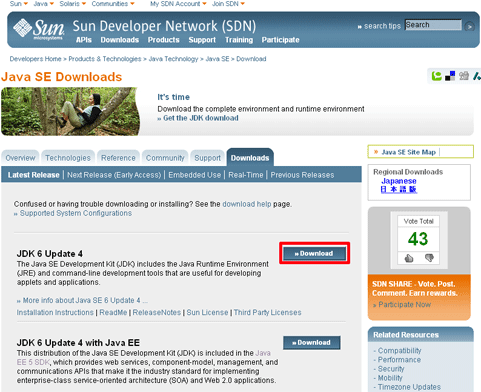 Sun Java Solaris Communities My SDN Account Join SDN
Sun microsystems
Sun Developer Network (SDN)
» search tips
Search
APIs Downloads Products Support Training Participate
Developers Home > Products & Technologies > Java Technology > Java SE > Download
Java SE Downloads
It's time
Download the complete environment and runtime environment
» Get the JDK download
Overview Technologies Reference Community Support Downloads
Latest Release | Next Release (Early Access) | Embedded Use | Real-Time | Previous Releases
Confused or having trouble downloading or installing? See the download help page.
» Supported System Configurations
JDK 6 Update 4
» Download
The Java SE Development Kit (JDK) includes the Java Runtime Environment
(JRE) and command-line development tools that are useful for developing
applets and applications.
» More info about Java SE 6 Update 4 ...
Installation Instructions | ReadMe | ReleaseNotes | Sun License | Third Party Licenses
JDK 6 Update 4 with Java EE
» Download
This distribution of the Java SE Development Kit (JDK) is included in the Java
EE 5 SDK, which provides web services, component-model, management, and
communications APIs that make it the industry standard for implementing
enterprise-class service-oriented architecture (SOA) and Web 2.0 applications.
Java SE Site Map
Regional Downloads
Japanese
日本語版
Vote Total
43
SDN SHARE - Vote. Post.
Comment. Earn rewards.
» Participate Now
Related Resources
- Compatibility
- Performance
- Security
- Mobility
- Timezone Updates